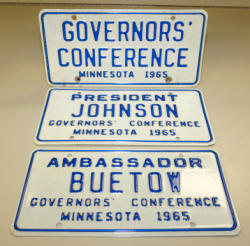 GOVERNORS'
CONFERENCE
MINNESOTA 1965
PRESIDENT
JOHNSON
GOVERNORS' CONFERENCE
MINNESOTA 1965
AMBASSADOR
BUETOW
GOVERNORS' CONFERENCE
MINNESOTA 1965